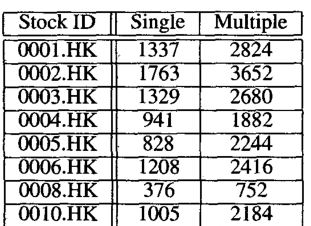 Stock ID Single Multiple
0001.HK 1337 2824
0002.HK 1763 3652
0003.HK 1329 2680
0004.HK 941 1882
0005.HK 828 2244
0006.HK 1208 2416
0008.HK 376 752
0010.HK 1005 2184